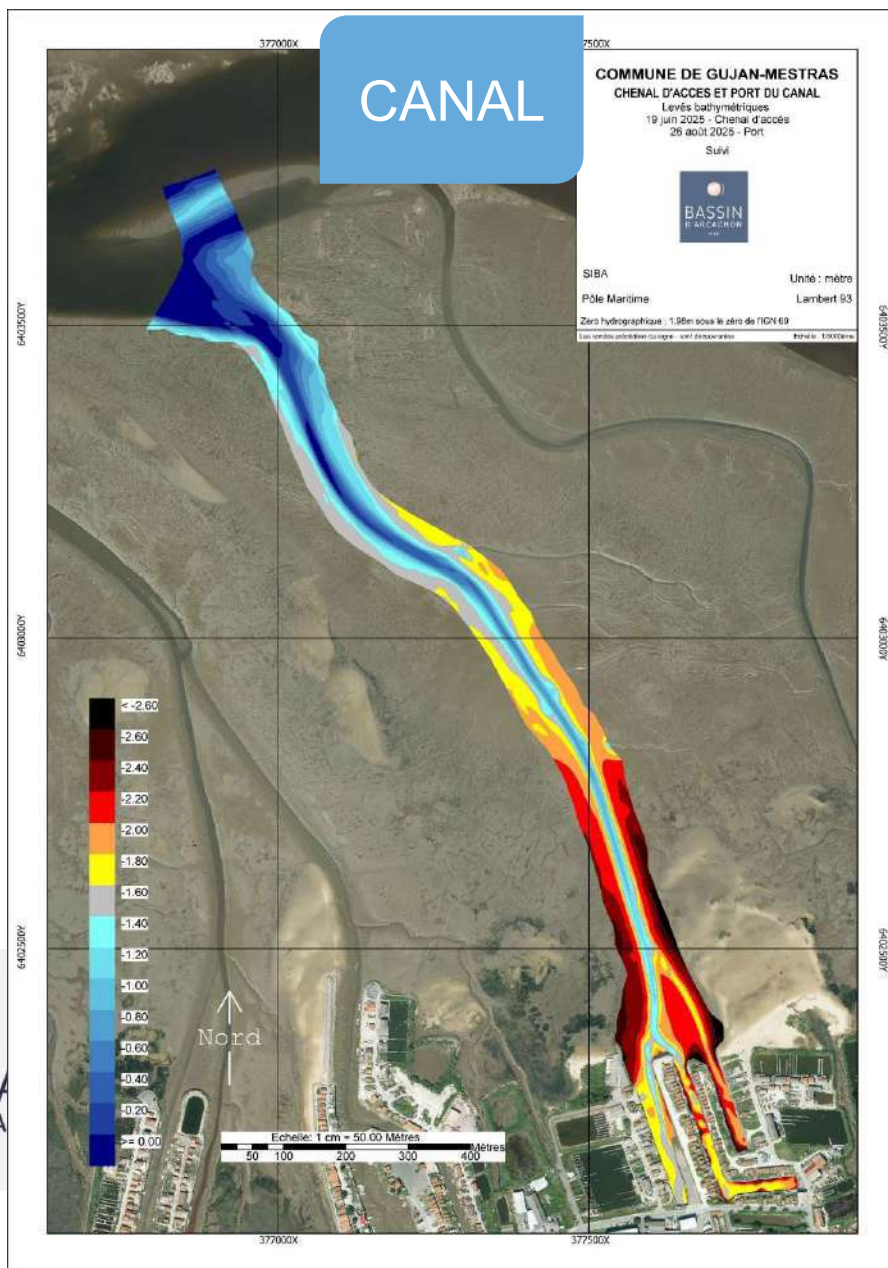 377000X
377500X
CANAL
COMMUNE DE GUJAN-MESTRAS
CHENAL D'ACCES ET PORT DU CANAL
Levés bathymétriques
19 juin 2025 - Chenal d'accès
26 août 2025 - Port
Suivi
BASSIN
D'ARCACHON
SIBA
Unité : mètre
Pôle Maritime
Lambert 93
Zéro hydrographique : 1.98m sous le zéro de l'IGN 69
6403500Y
6403500Y
6403000Y
6403000Y
6402500Y
6402500Y
< -2.60
-2.60
-2.40
-2.20
-2.00
-1.80
-1.60
-1.40
-1.20
-1.00
-0.80
-0.60
-0.40
-0.20
>= 0.00
Nord
Echelle: 1 cm = 50.00 Mètres
Mètres
50 100 200 300 400
377000X
377500X